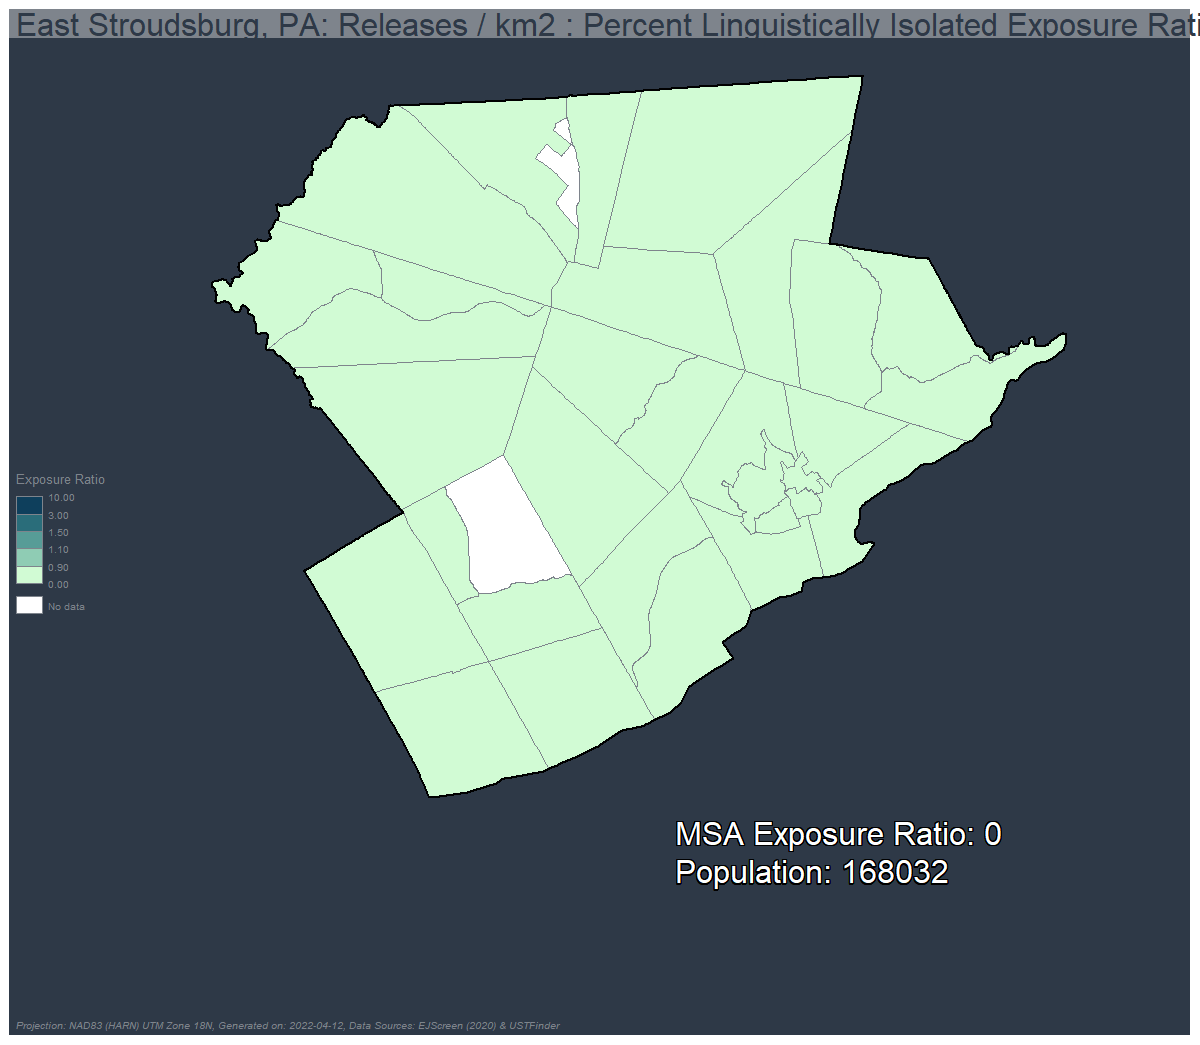 East Stroudsburg, PA: Releases / km2 : Percent Linguistically Isolated Exposure Rati
Exposure Ratio
10.00
3.00
1.50
1.10
0.90
0.00
No data
MSA Exposure Ratio: 0
Population: 168032
Projection: NAD83 (HARN) UTM Zone 18N, Generated on: 2022-04-12, Data Sources: EJScreen (2020) & USTFinder